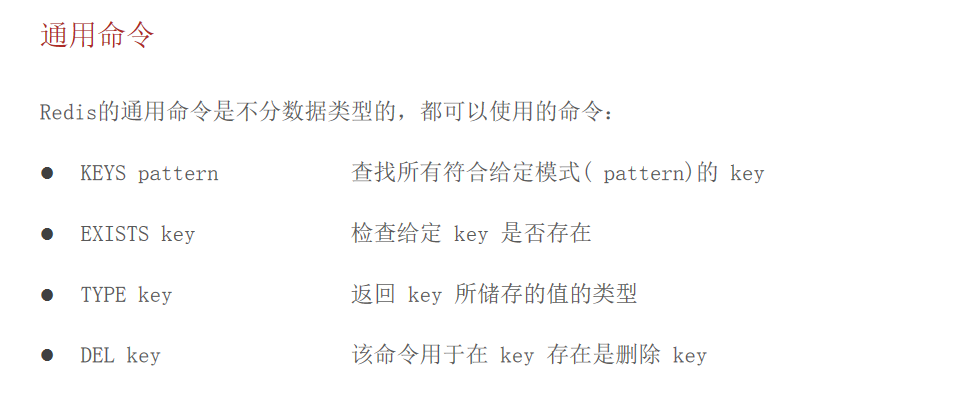 通用命令
Redis的通用命令是不分数据类型的，都可以使用的命令：
● KEYS pattern 查找所有符合给定模式( pattern)的 key
● EXISTS key 检查给定 key 是否存在
● TYPE key 返回 key 所储存的值的类型
● DEL key 该命令用于在 key 存在是删除 key